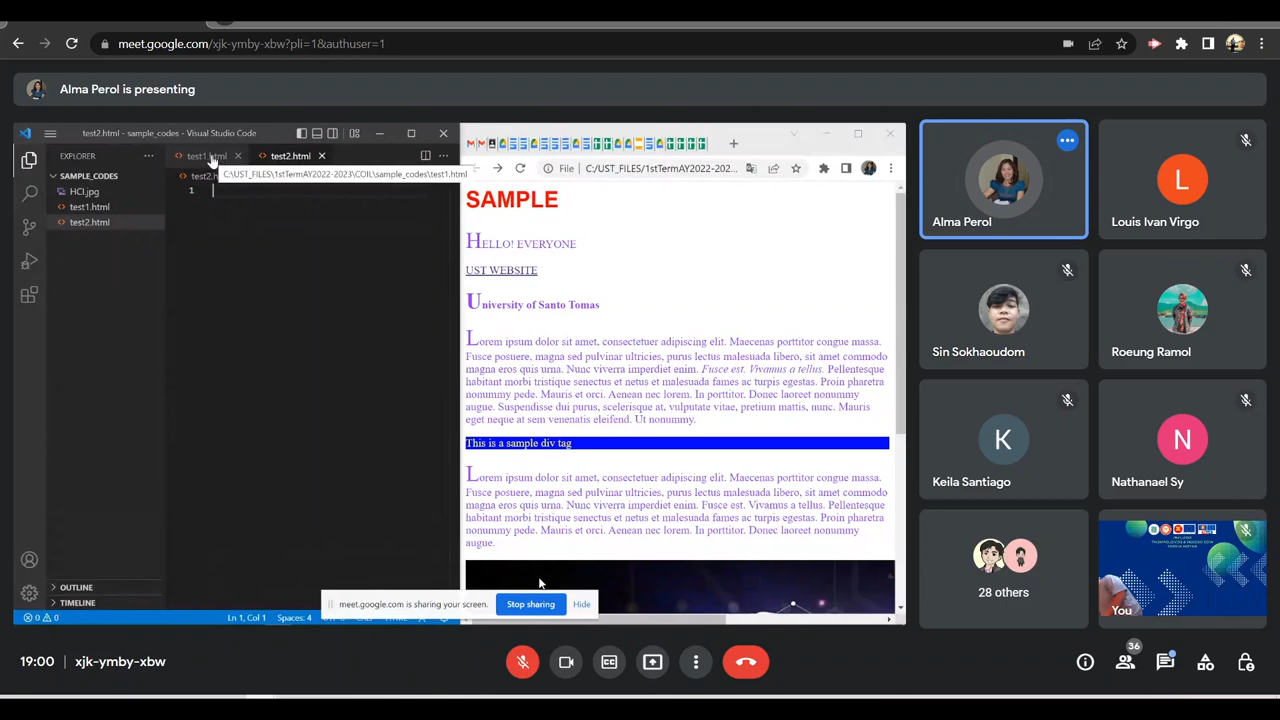 meet.google.com/xjk-ymby-xbw?pli=1&authuser=1
Alma Perol is presenting
test2.html - sample_codes - Visual Studio Code
EXPLORER
SAMPLE_CODES
HCI.jpg
test1.html
test2.html
OUTLINE
TIMELINE
test1.html
test2.html
test2.h
C:\UST_FILES\1stTermAY2022-2023\COIL\sample_codes\test1.html
1
0 0
Ln 1, Col 1
Spaces: 4
File
C:/UST_FILES/1stTermAY2022-202...
SAMPLE
HELLO! EVERYONE
UST WEBSITE
University of Santo Tomas
Lorem ipsum dolor sit amet, consectetuer adipiscing elit. Maecenas porttitor congue massa.
Fusce posuere, magna sed pulvinar ultricies, purus lectus malesuada libero, sit amet commodo
magna eros quis urna. Nunc viverra imperdiet enim. Fusce est. Vivamus a tellus. Pellentesque
habitant morbi tristique senectus et netus et malesuada fames ac turpis egestas. Proin pharetra
nonummy pede. Mauris et orci. Aenean nec lorem. In porttitor. Donec laoreet nonummy
augue. Suspendisse dui purus, scelerisque at, vulputate vitae, pretium mattis, nunc. Mauris
eget neque at sem venenatis eleifend. Ut nonummy.
This is a sample div tag
Lorem ipsum dolor sit amet, consectetuer adipiscing elit. Maecenas porttitor congue massa.
Fusce posuere, magna sed pulvinar ultricies, purus lectus malesuada libero, sit amet commodo
magna eros quis urna. Nunc viverra imperdiet enim. Fusce est. Vivamus a tellus. Pellentesque
habitant morbi tristique senectus et netus et malesuada fames ac turpis egestas. Proin pharetra
nonummy pede. Mauris et orci. Aenean nec lorem. In porttitor. Donec laoreet nonummy
augue.
meet.google.com is sharing your screen.
Stop sharing
Hide
Alma Perol
L
Louis Ivan Virgo
Sin Sokhaoudom
Roeung Ramol
K
Keila Santiago
N
Nathanael Sy
28 others
You
19:00
xjk-ymby-xbw
36